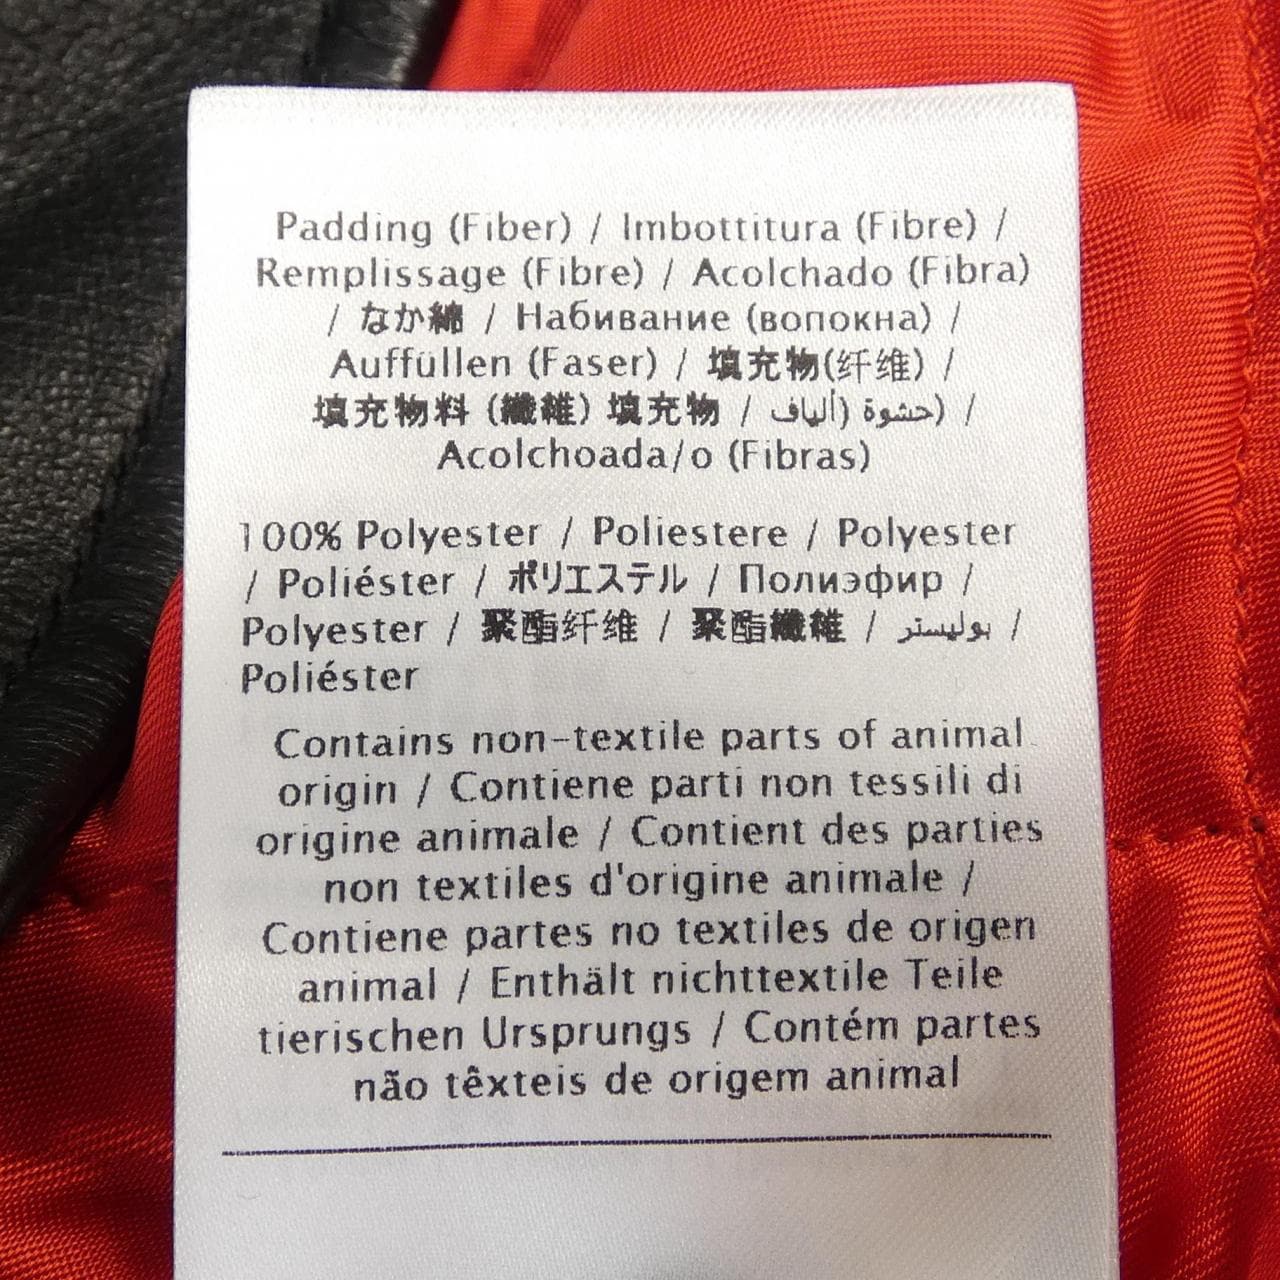 Padding (Fiber) / Imbottitura (Fibre) /
Remplissage (Fibre) / Acolchado (Fibra)
/ なか綿 / Набивание (волокна) /
Auffüllen (Faser) / 填充物(纤维) /
填充物料 (纖維) 填充物 / حشوة (ألياف) /
Acolchoada/o (Fibras)
100% Polyester / Poliestere / Polyester
/ Poliéster / ポリエステル / Полиэфир /
Polyester / 聚酯纤维 / 聚酯纖維 / بوليستر /
Poliéster
Contains non-textile parts of animal
origin / Contiene parti non tessili di
origine animale / Contient des parties
non textiles d'origine animale /
Contiene partes no textiles de origen
animal / Enthält nichttextile Teile
tierischen Ursprungs / Contém partes
não têxteis de origem animal